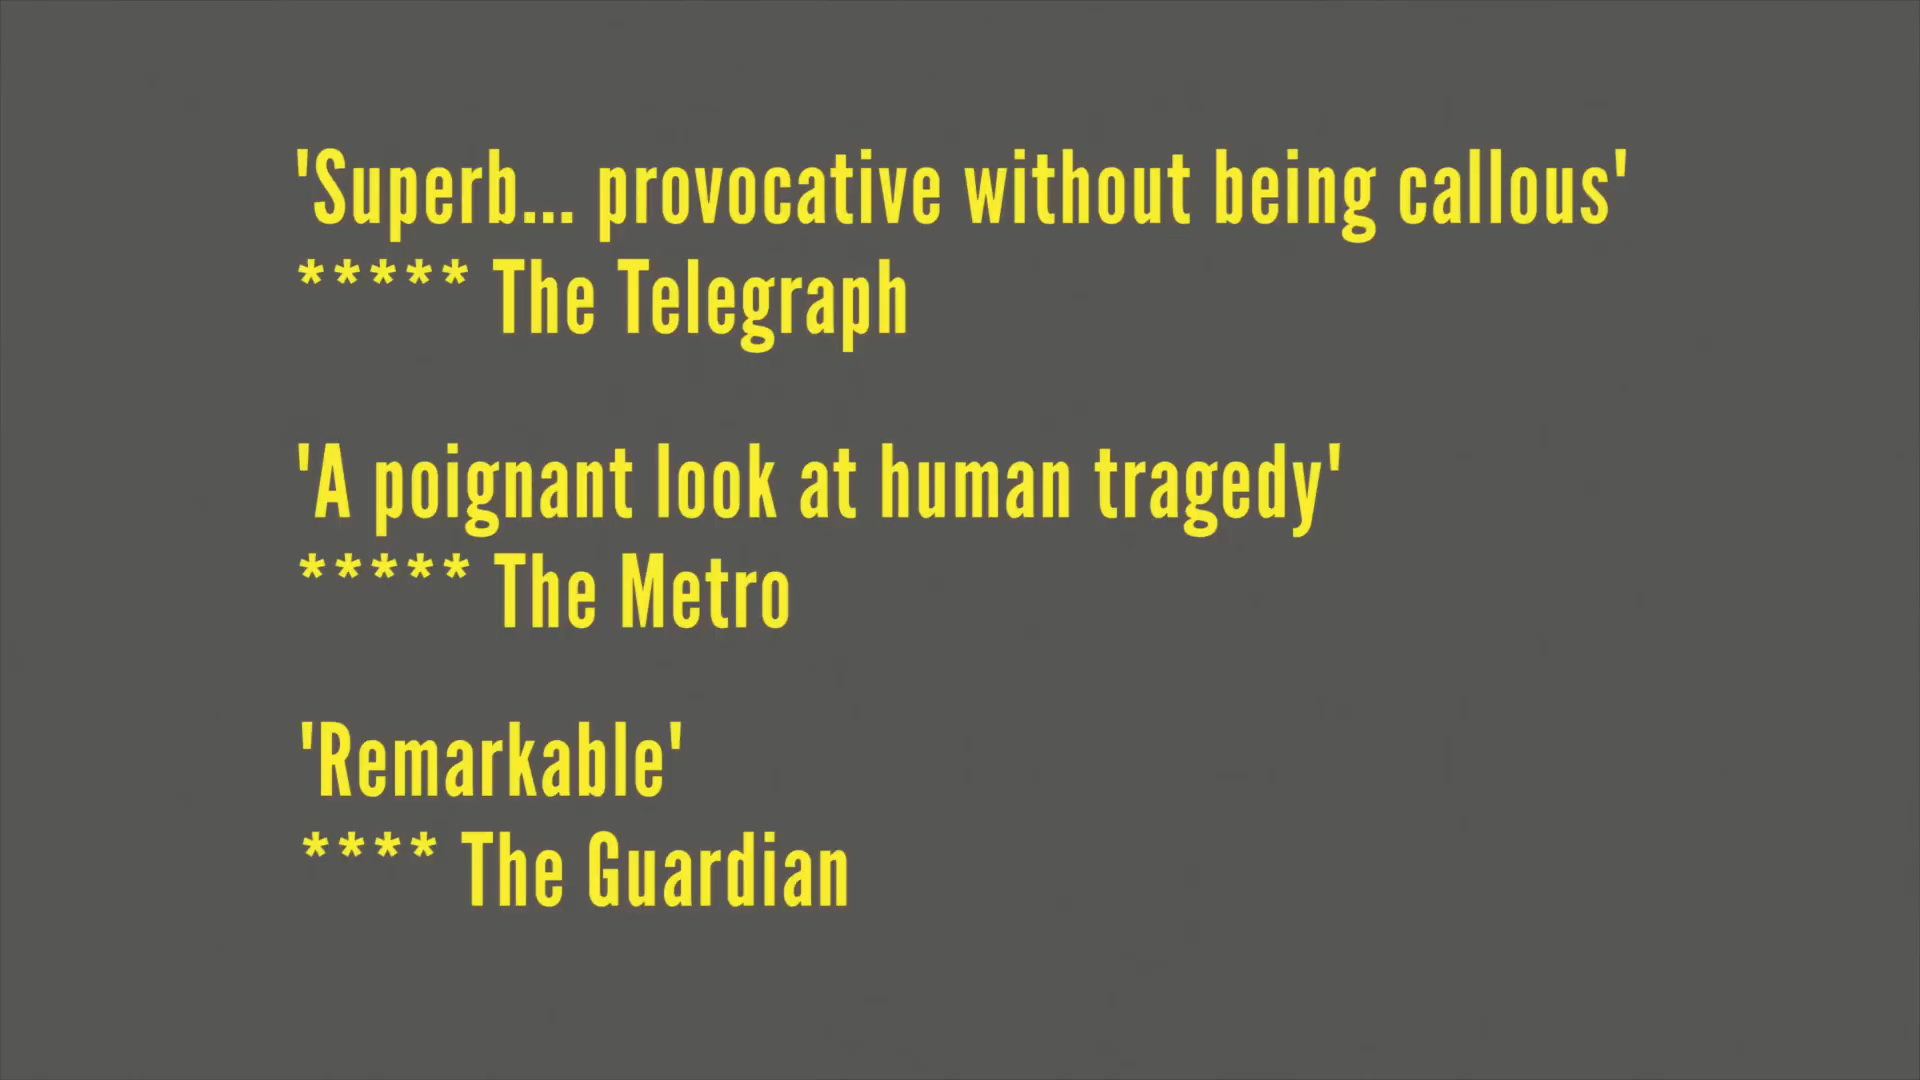 'Superb... provocative without being callous'
***** The Telegraph
'A poignant look at human tragedy'
***** The Metro
'Remarkable'
**** The Guardian